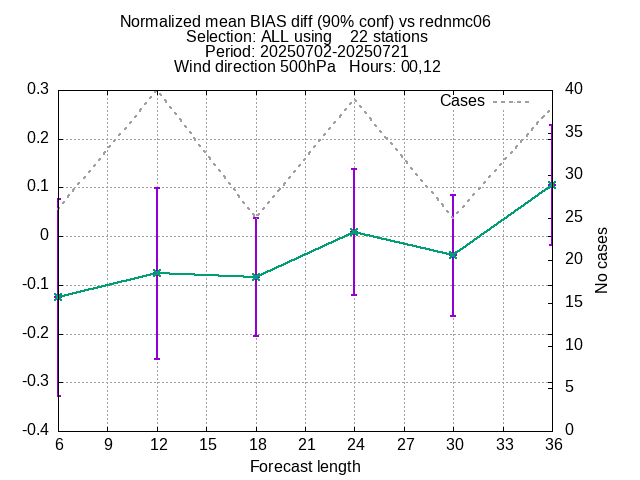 Normalized mean BIAS diff (90% conf) vs rednmc06
Selection: ALL using    22 stations
Period: 20250702-20250721
Wind direction 500hPa   Hours: 00,12
Cases
0.3
0.2
0.1
0
-0.1
-0.2
-0.3
-0.4
40
35
30
25
20
15
10
5
0
No cases
6 9 12 15 18 21 24 27 30 33 36
Forecast length